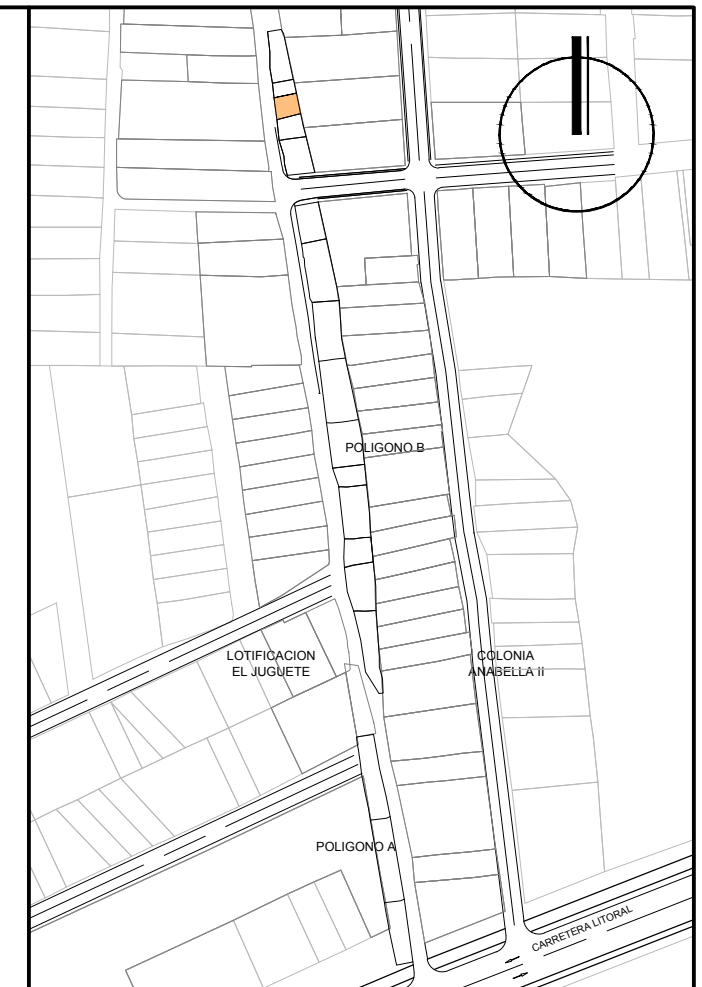 POLIGONO B
LOTIFICACION
EL JUGUETE
COLONIA
ANABELLA II
POLIGONO A
CARRETERA LITORAL